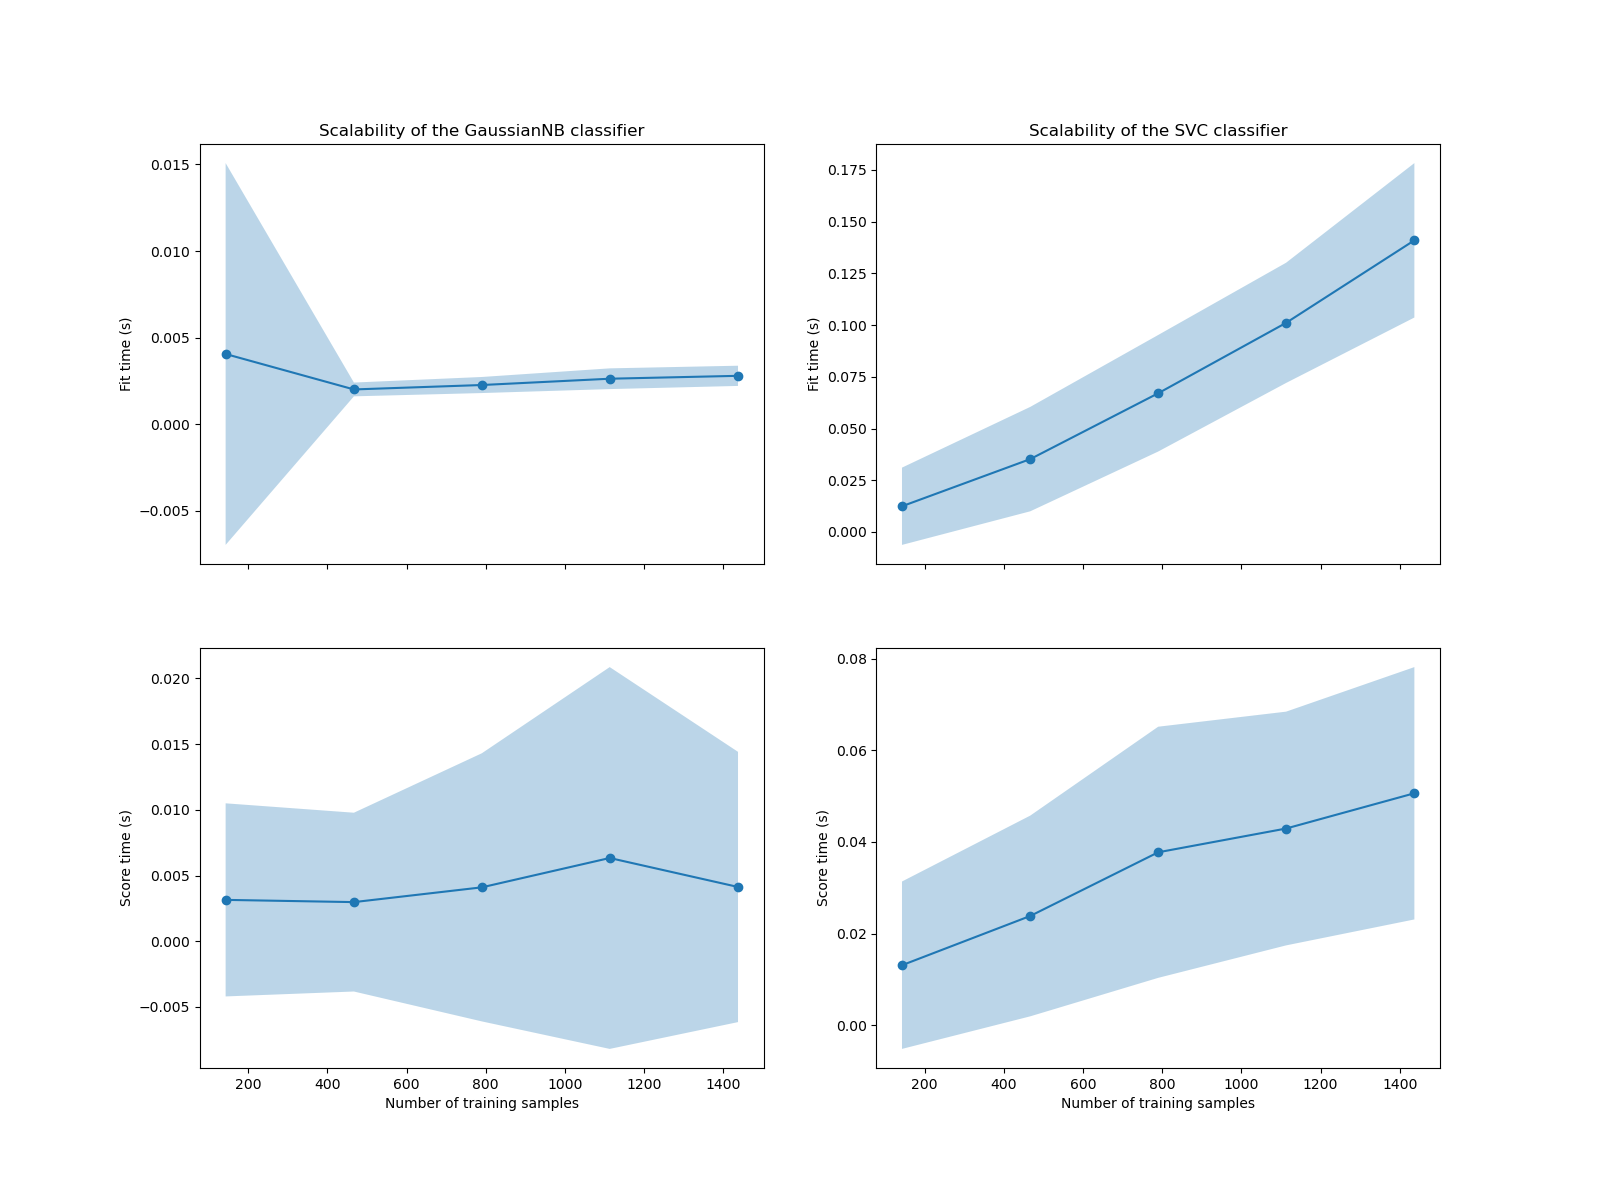 Scalability of the GaussianNB classifier
Scalability of the SVC classifier
0.015
0.010
0.005
0.000
−0.005
Fit time (s)
0.175
0.150
0.125
0.100
0.075
0.050
0.025
0.000
Fit time (s)
0.020
0.015
0.010
0.005
0.000
−0.005
Score time (s)
200 400 600 800 1000 1200 1400
Number of training samples
0.08
0.06
0.04
0.02
0.00
Score time (s)
200 400 600 800 1000 1200 1400
Number of training samples